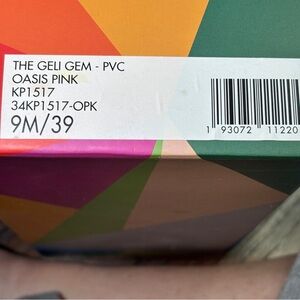 THE GELI GEM - PVC
OASIS PINK
KP1517
34KP1517-OPK
9M/39
1 93072 11220